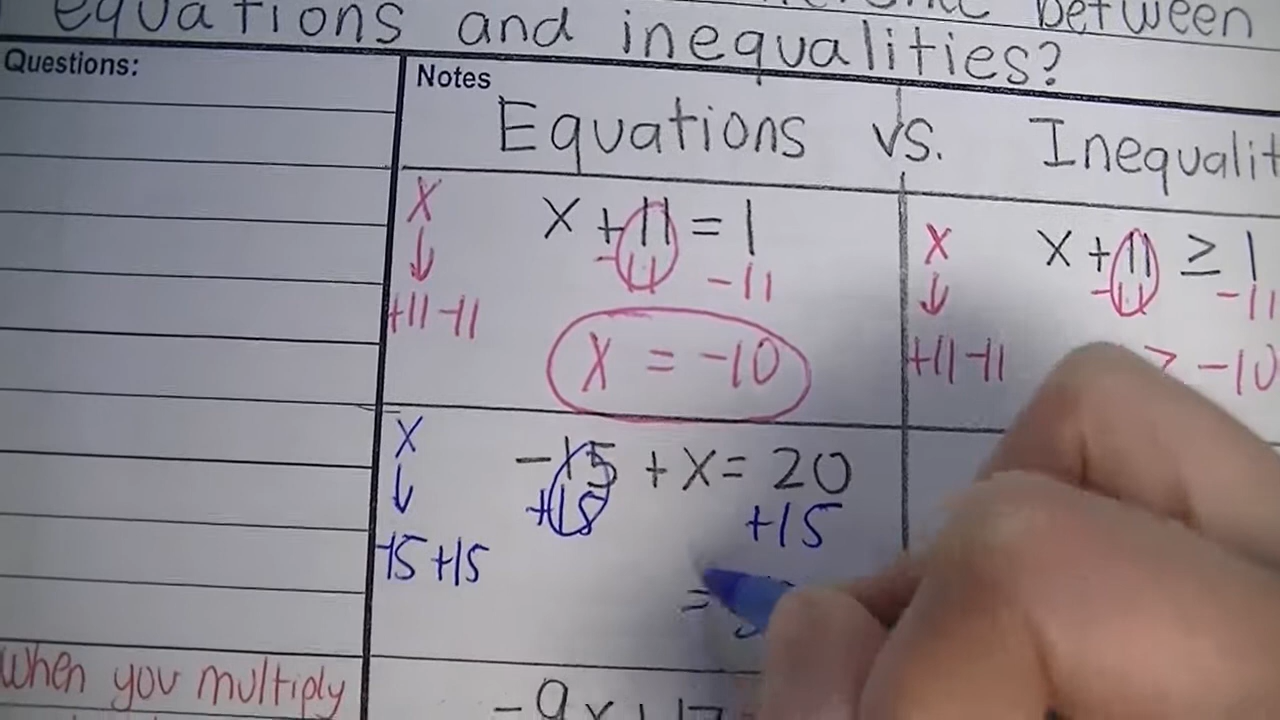 between
equations and inequalities?
Questions:
Notes
Equations vs.
x
↓
+11 -11
x + 11 = 1
-11 -11
x = -10
x
↓
+11 -11
x + 11 ≥ 1
-11 -11
≥ -10
x
↓
-15 +15
-15 + x = 20
+15 +15
=
when you multiply